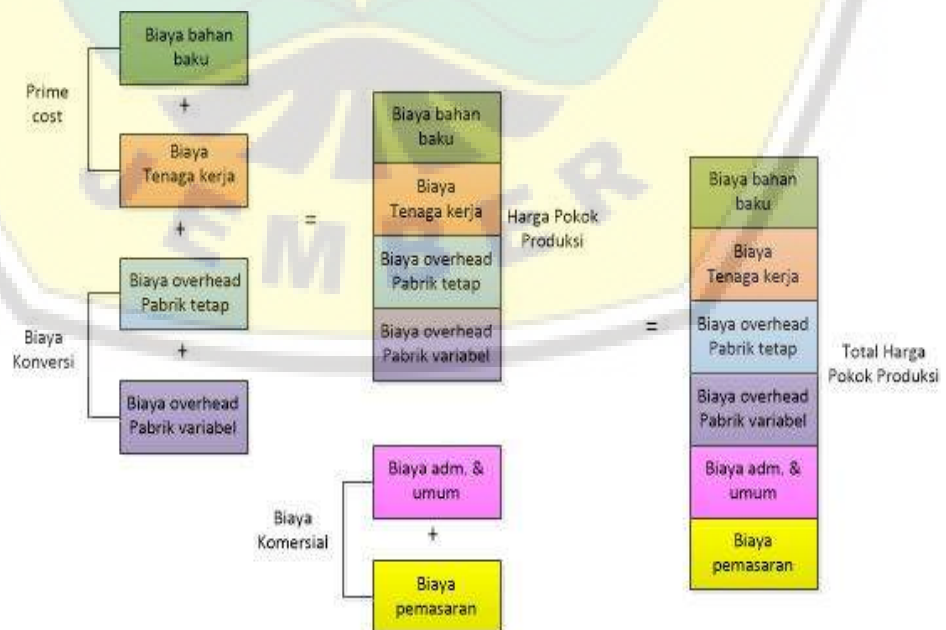 Prime
cost
Biaya bahan
baku
+
Biaya
Tenaga kerja
+
Biaya
Konversi
Biaya overhead
Pabrik tetap
+
Biaya overhead
Pabrik variabel
=
Biaya bahan
baku
Biaya
Tenaga kerja
Biaya overhead
Pabrik tetap
Biaya overhead
Pabrik variabel
Harga Pokok
Produksi
Biaya
Komersial
Biaya adm, &
umum
+
Biaya
pemasaran
=
Biaya bahan
baku
Biaya
Tenaga kerja
Biaya overhead
Pabrik tetap
Biaya overhead
Pabrik variabel
Biaya adm, &
umum
Biaya
pemasaran
Total Harga
Pokok Produksi
JEMBER